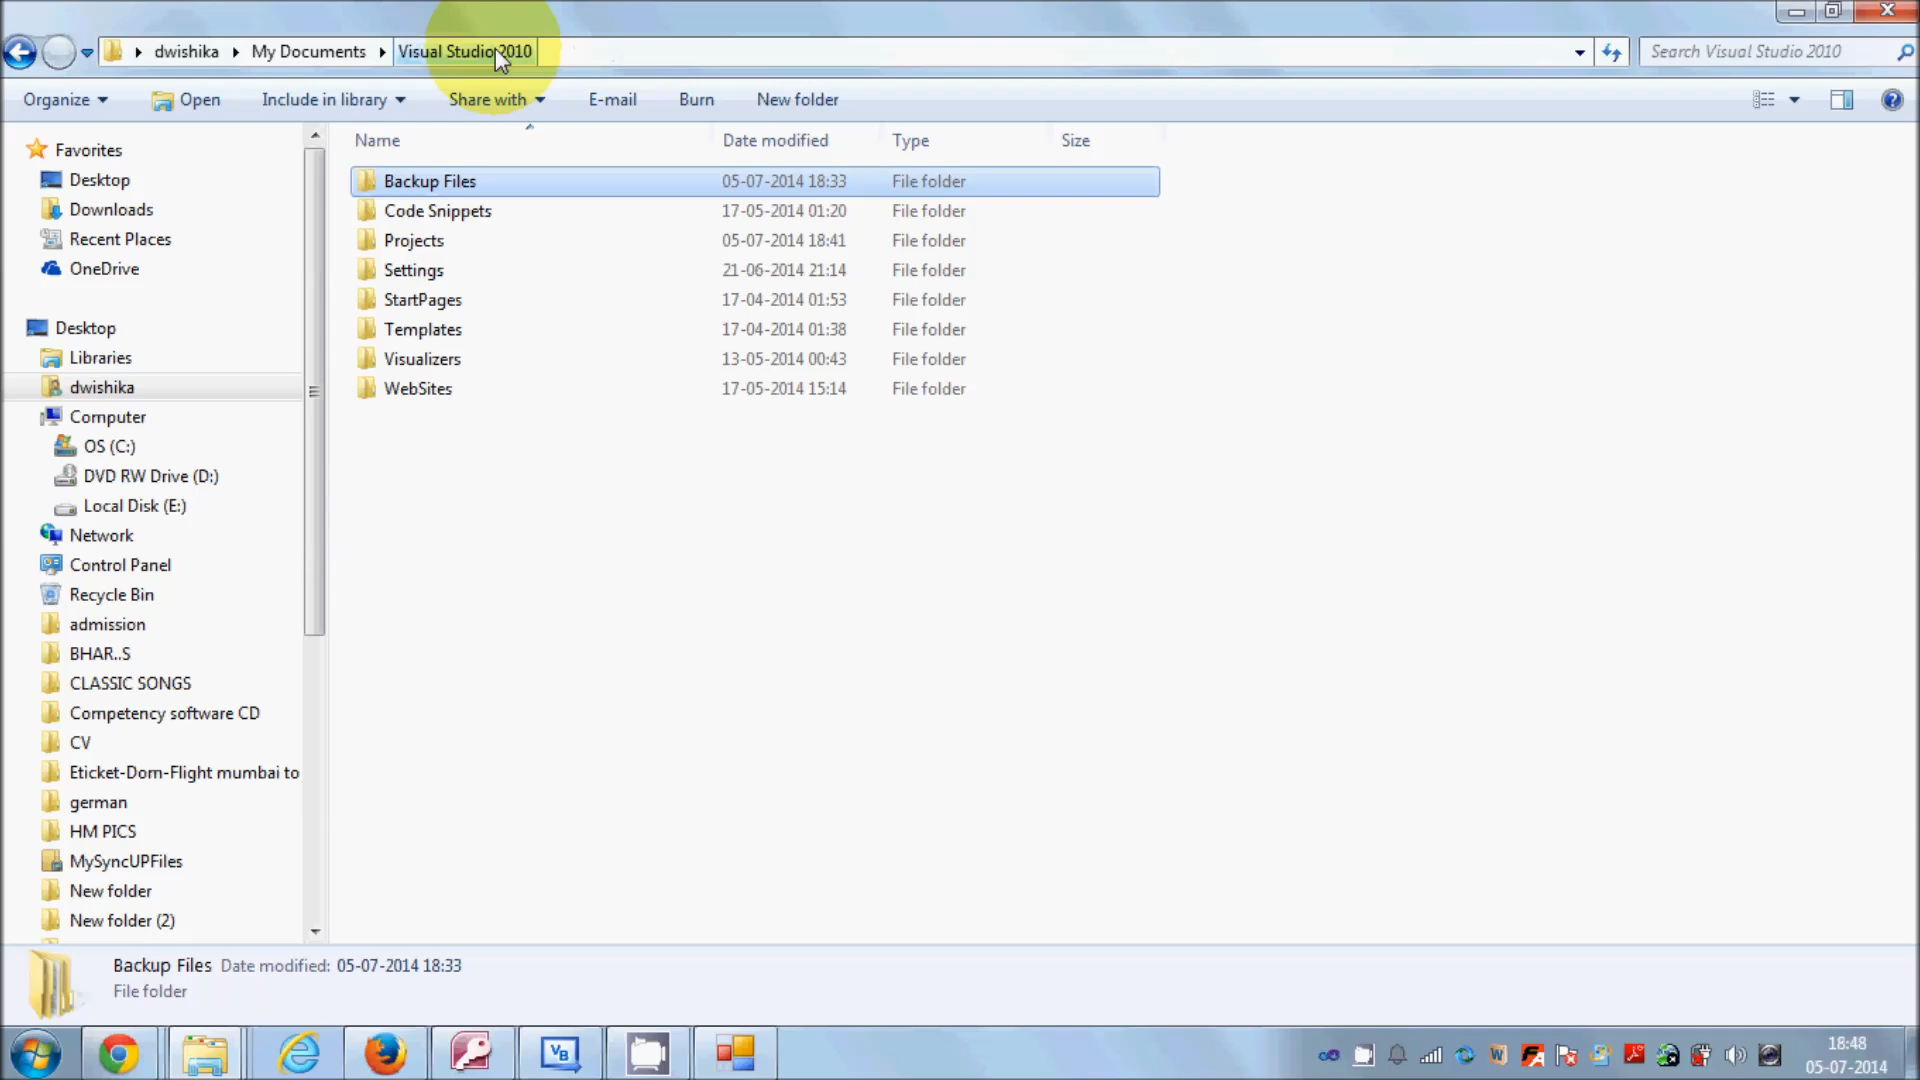 dwishika My Documents Visual Studio 2010 Search Visual Studio 2010
Organize Open Include in library Share with E-mail Burn New folder
Name Date modified Type Size
Backup Files 05-07-2014 18:33 File folder
Code Snippets 17-05-2014 01:20 File folder
Projects 05-07-2014 18:41 File folder
Settings 21-06-2014 21:14 File folder
StartPages 17-04-2014 01:53 File folder
Templates 17-04-2014 01:38 File folder
Visualizers 13-05-2014 00:43 File folder
WebSites 17-05-2014 15:14 File folder
Favorites
Desktop
Downloads
Recent Places
OneDrive
Desktop
Libraries
dwishika
Computer
OS (C:)
DVD RW Drive (D:)
Local Disk (E:)
Network
Control Panel
Recycle Bin
admission
BHAR..S
CLASSIC SONGS
Competency software CD
CV
Eticket-Dom-Flight mumbai to
german
HM PICS
MySyncUPFiles
New folder
New folder (2)
Backup Files Date modified: 05-07-2014 18:33
File folder
VB
18:48
05-07-2014